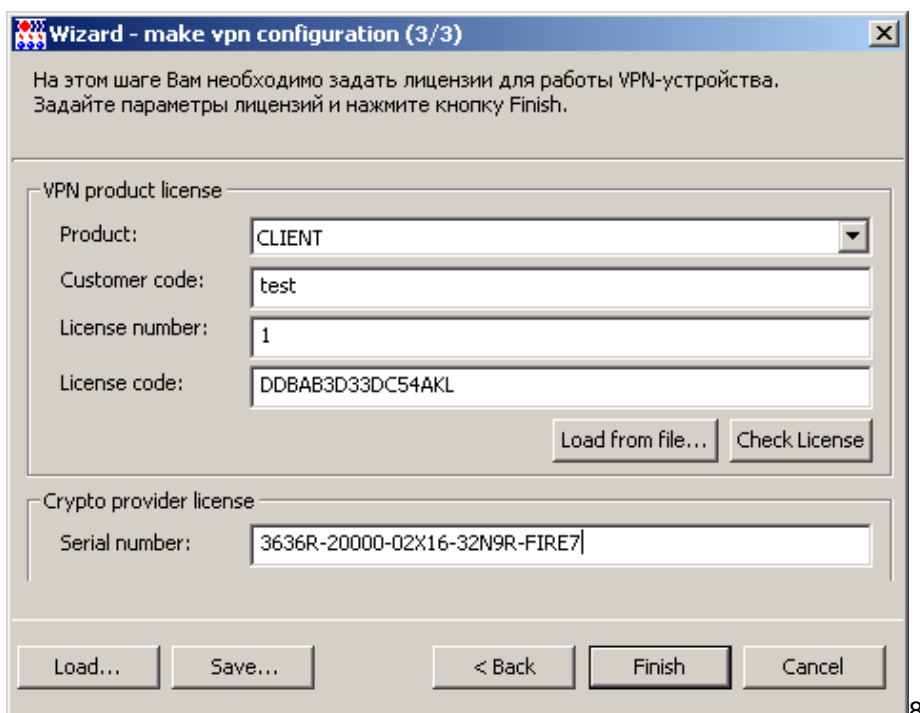 Wizard - make vpn configuration (3/3)
На этом шаге Вам необходимо задать лицензии для работы VPN-устройства.
Задайте параметры лицензий и нажмите кнопку Finish.
VPN product license
Product: CLIENT
Customer code: test
License number: 1
License code: DDBAB3D33DC54AKL
Load from file... Check License
Crypto provider license
Serial number: 3636R-20000-02X16-32N9R-FIRE7
Load... Save... < Back Finish Cancel
8